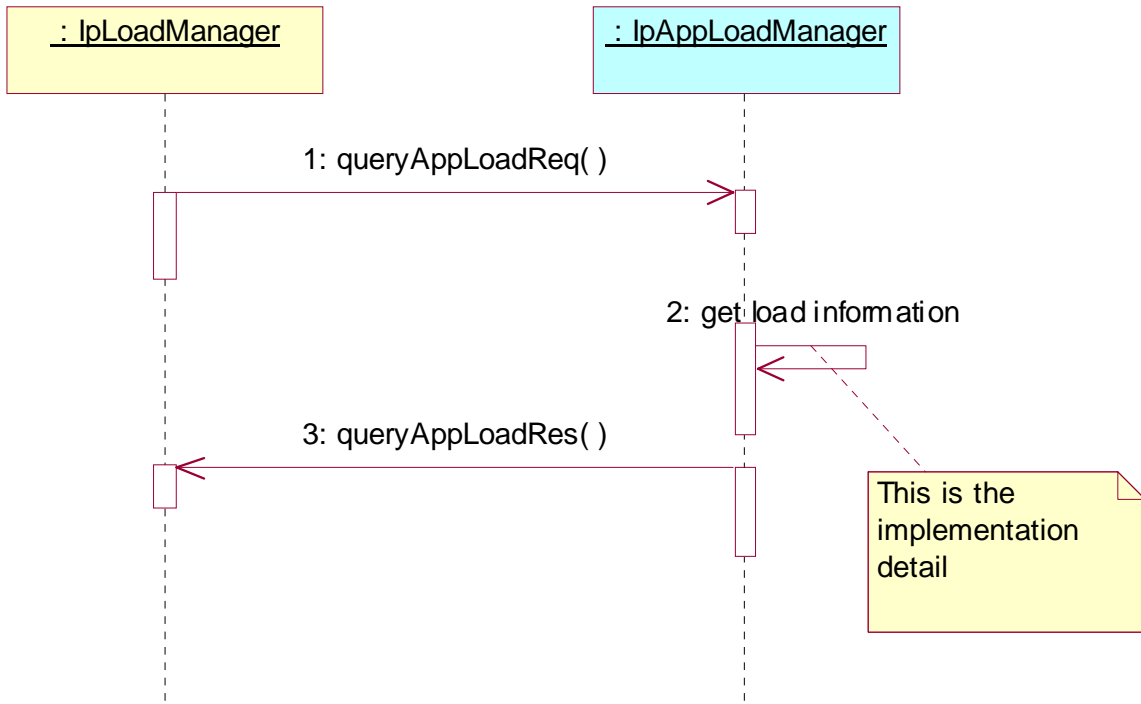 : IpLoadManager
: IpAppLoadManager
1: queryAppLoadReq( )
2: get load information
3: queryAppLoadRes( )
This is the
implementation
detail